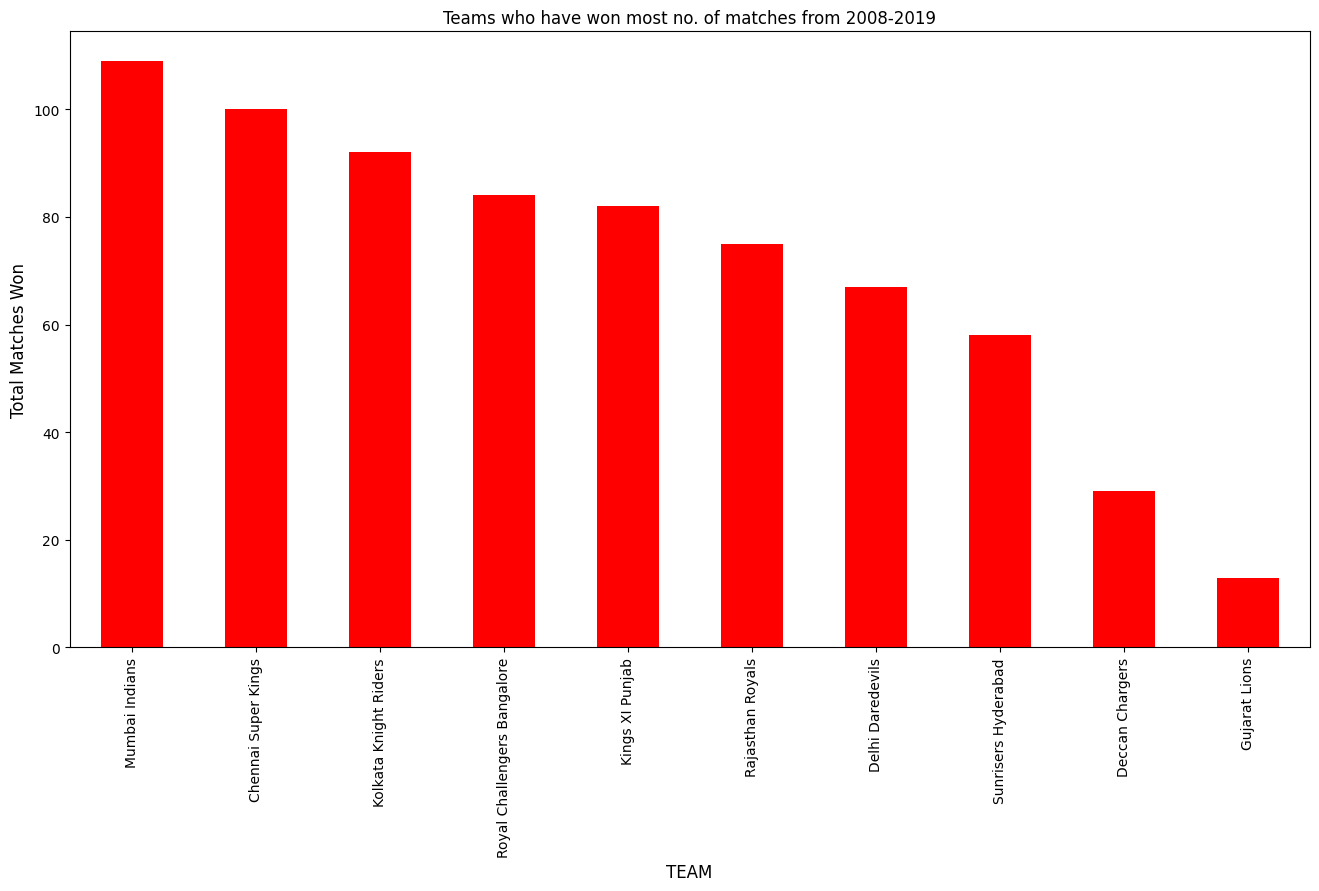 Teams who have won most no. of matches from 2008-2019
Total Matches Won
100
80
60
40
20
0
Mumbai Indians
Chennai Super Kings
Kolkata Knight Riders
Royal Challengers Bangalore
Kings XI Punjab
Rajasthan Royals
Delhi Daredevils
Sunrisers Hyderabad
Deccan Chargers
Gujarat Lions
TEAM